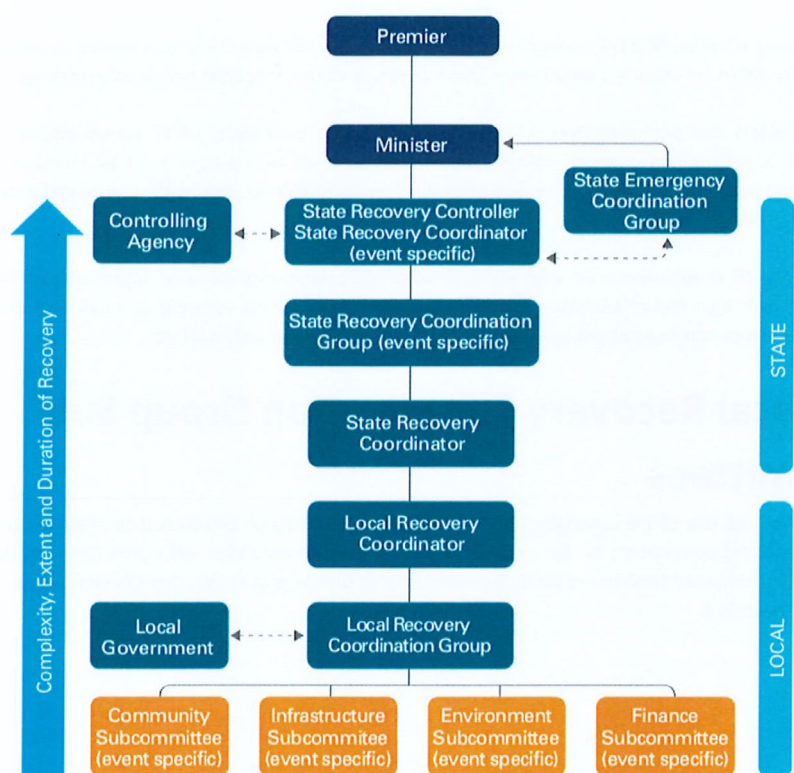 Premier
Minister
State Emergency
Coordination
Group
Controlling
Agency
State Recovery Controller
State Recovery Coordinator
(event specific)
State Recovery Coordination
Group (event specific)
State Recovery
Coordinator
Local Recovery
Coordinator
Local
Government
Local Recovery
Coordination Group
Community
Subcommittee
(event specific)
Infrastructure
Subcommitee
(event specific)
Environment
Subcommittee
(event specific)
Finance
Subcommittee
(event specific)
Complexity, Extent and Duration of Recovery
STATE
LOCAL